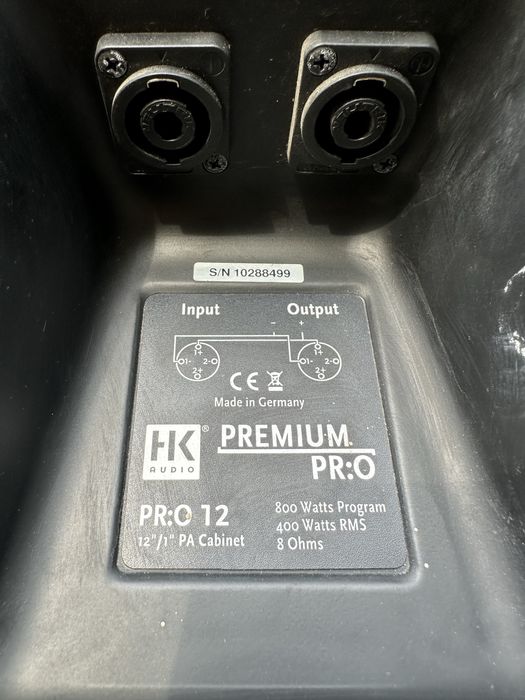 S/N 10288499
Input Output
- +
1+ 1+
1- 2- 1- 2-
2+ 2+
CE
Made in Germany
HK® PREMIUM
AUDIO PR:O
PR:O 12 800 Watts Program
400 Watts RMS
12"/1" PA Cabinet 8 Ohms